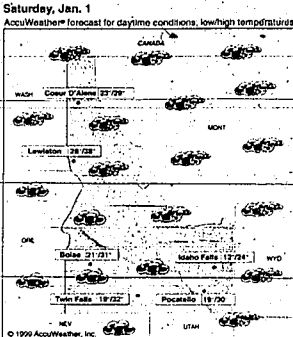 Saturday, Jan. 1
AccuWeather® forecast for daytime conditions, low/high temperatures
CANADA
WASH
Coeur D'Alene 23°/29°
MONT
Lewiston 28°/38°
ORE
Boise 21°/31°
Idaho Falls 12°/24°
WYO
Twin Falls 18°/32°
Pocatello 19°/30°
NEV
UTAH
© 1999 AccuWeather, Inc.